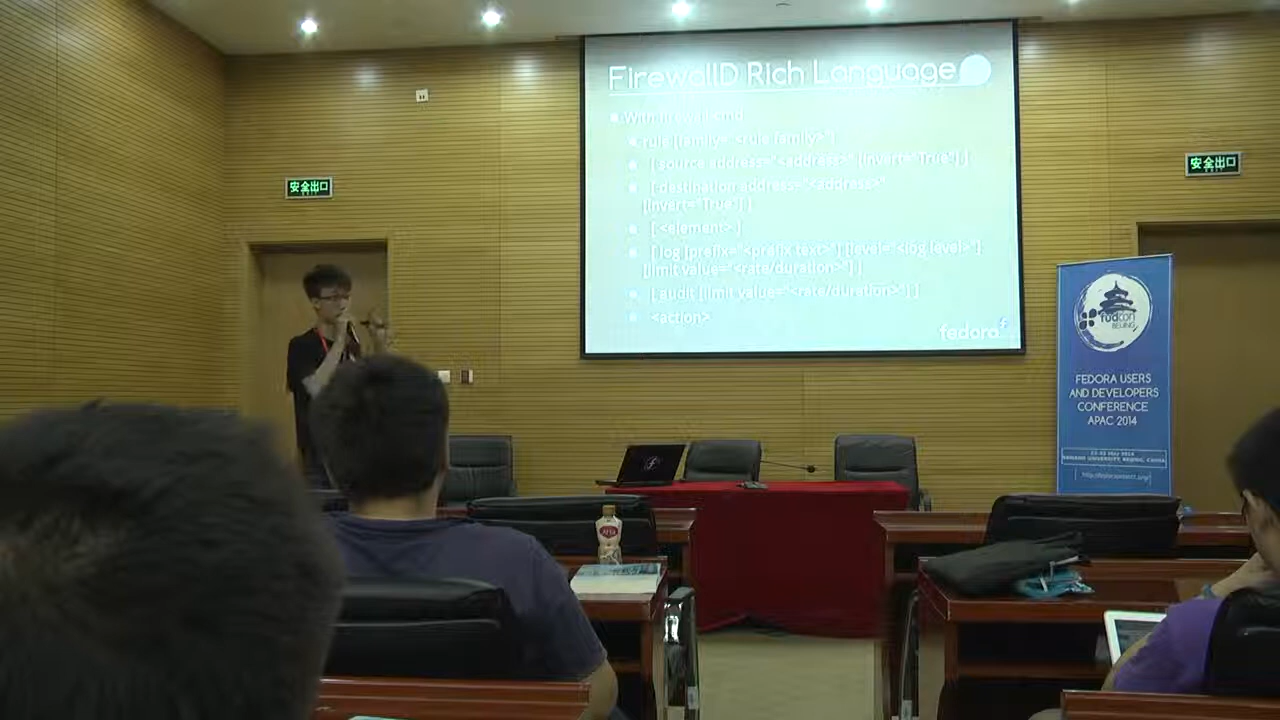 FirewallD Rich Language
rule [family="<rule family>"]
[ source address="<address>" [invert="True"] ]
[ destination address="<address>"
[invert="True"] ]
[ <element> ]
[ log [prefix="<prefix text>"] [level="<log level>"]
[limit value="<rate/duration>"] ]
[ audit [limit value="<rate/duration>"] ]
<action>
fedora
安全出口
安全出口
fudcon
BEIJING
FEDORA USERS
AND DEVELOPERS
CONFERENCE
APAC 2014